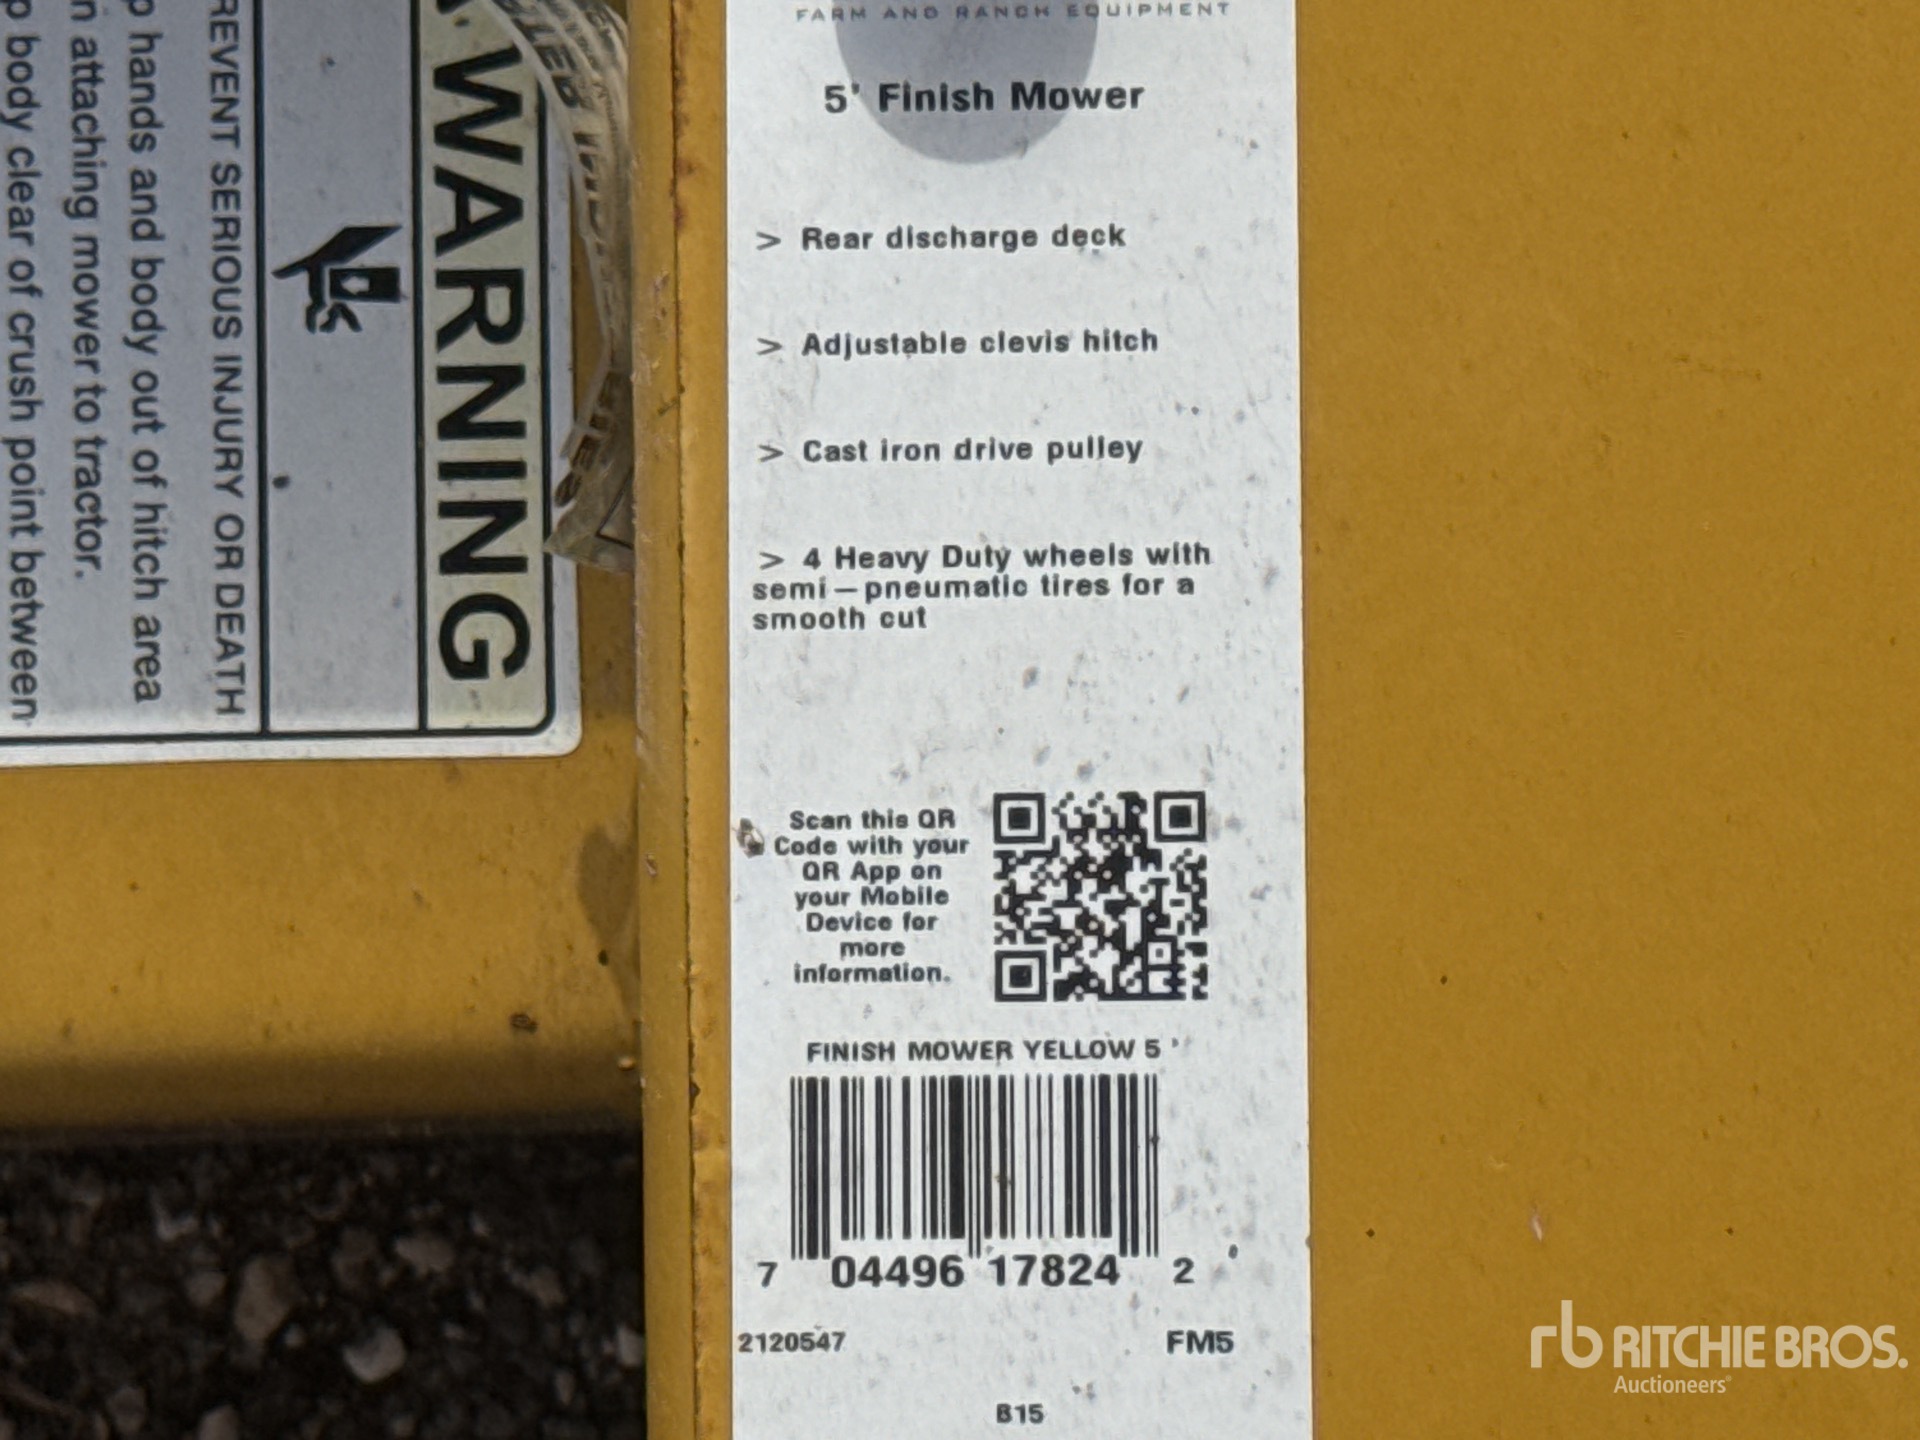 WARNING
REVENT SERIOUS INJURY OR DEATH
p hands and body out of hitch area
n attaching mower to tractor.
p body clear of crush point between
FARM AND RANCH EQUIPMENT
5' Finish Mower
> Rear discharge deck
> Adjustable clevis hitch
> Cast iron drive pulley
> 4 Heavy Duty wheels with
semi-pneumatic tires for a
smooth cut
Scan this QR
Code with your
QR App on
your Mobile
Device for
more
information.
FINISH MOWER YELLOW 5 '
7 04496 17824 2
2120547 FM5
B15
rb RITCHIE BROS.
Auctioneers